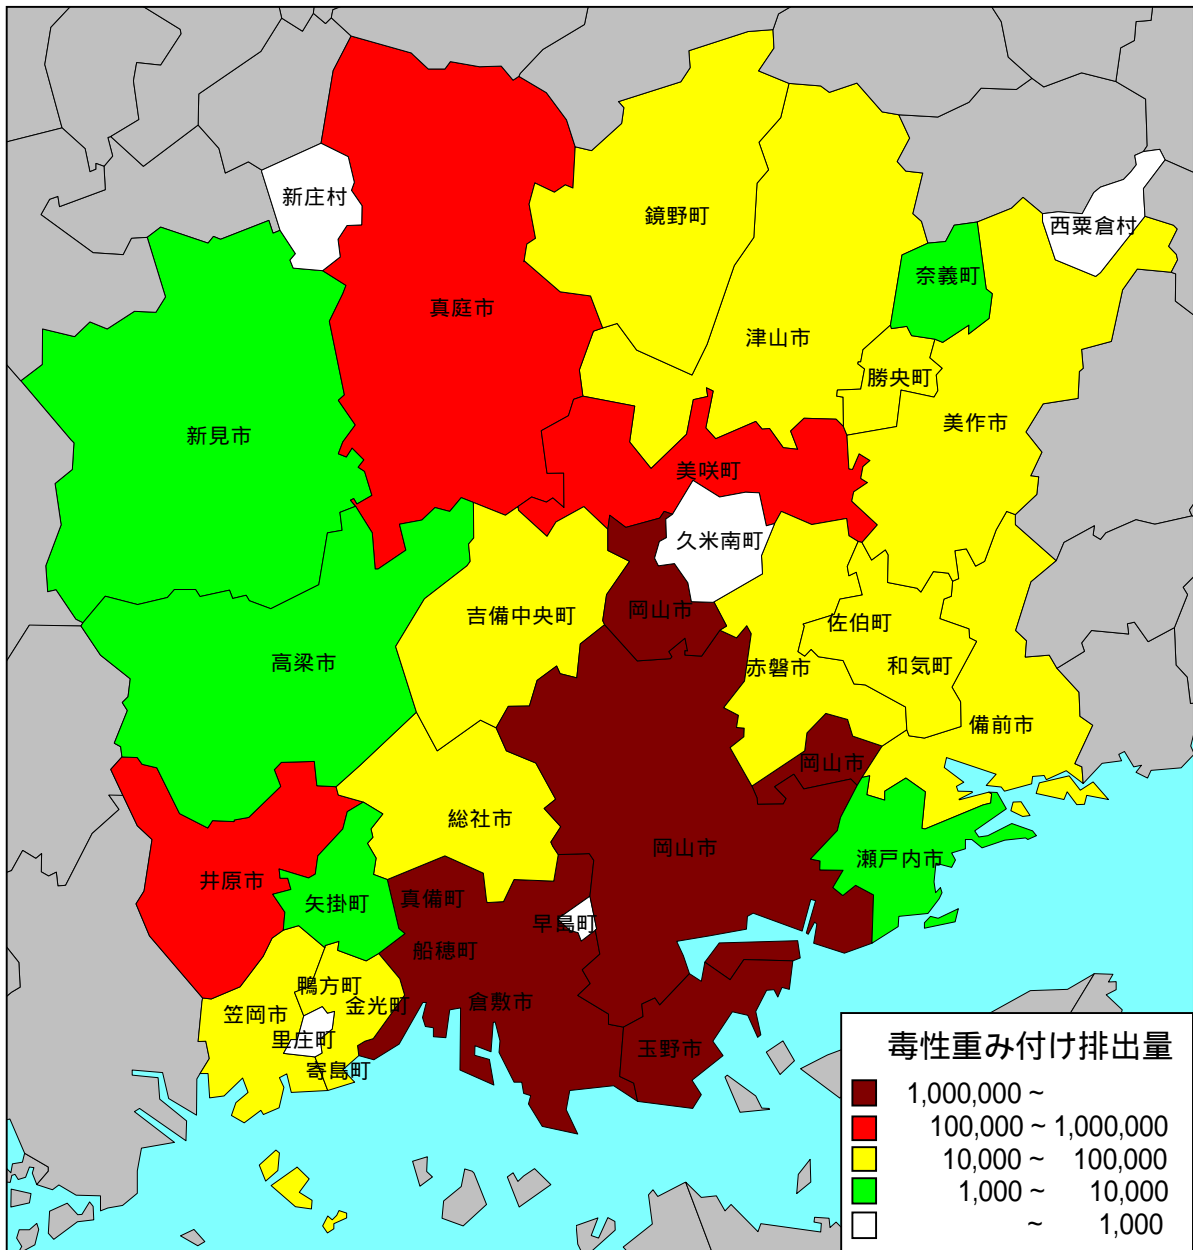 新庄村
鏡野町
西粟倉村
奈義町
真庭市
津山市
勝央町
美作市
新見市
美咲町
久米南町
岡山市
吉備中央町
佐伯町
高梁市
赤磐市
和気町
備前市
岡山市
総社市
岡山市
瀬戸内市
井原市
矢掛町
真備町
早島町
船穂町
鴨方町
金光町
倉敷市
笠岡市
里庄町
玉野市
寄島町
毒性重み付け排出量
1,000,000 ~
100,000 ~ 1,000,000
10,000 ~ 100,000
1,000 ~ 10,000
~ 1,000